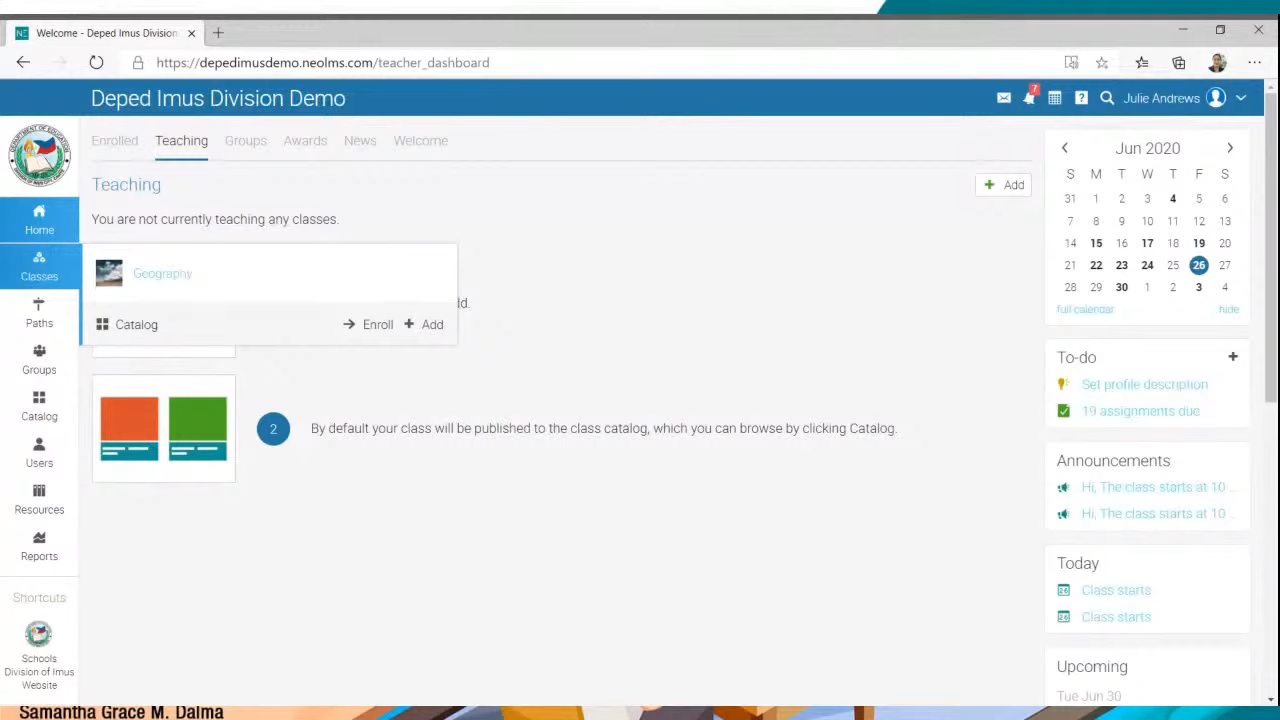 Welcome - Deped Imus Division
https://depedimusdemo.neolms.com/teacher_dashboard
Deped Imus Division Demo
7
Julie Andrews
Enrolled Teaching Groups Awards News Welcome
Teaching
Add
You are not currently teaching any classes.
Home
Classes
Paths
Groups
Catalog
Users
Resources
Reports
Shortcuts
Schools
Division of Imus
Website
Geography
dd.
Catalog Enroll Add
2 By default your class will be published to the class catalog, which you can browse by clicking Catalog.
Jun 2020
S M T W T F S
31 1 2 3 4 5 6
7 8 9 10 11 12 13
14 15 16 17 18 19 20
21 22 23 24 25 26 27
28 29 30 1 2 3 4
full calendar hide
To-do
Set profile description
19 assignments due
Announcements
Hi, The class starts at 10 ...
Hi, The class starts at 10 ...
Today
Class starts
Class starts
Upcoming
Tue Jun 30
Samantha Grace M. Dalma